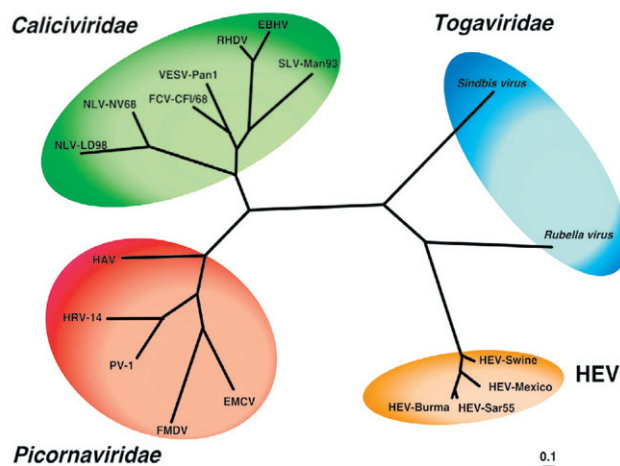 Caliciviridae
Togaviridae
EBHV
RHDV
SLV-Man93
VESV-Pan1
FCV-CFI/68
NLV-NV68
NLV-LD98
Sindbis virus
Rubella virus
HAV
HRV-14
PV-1
EMCV
FMDV
HEV-Swine
HEV
HEV-Mexico
HEV-Burma
HEV-Sar55
Picornaviridae
0.1